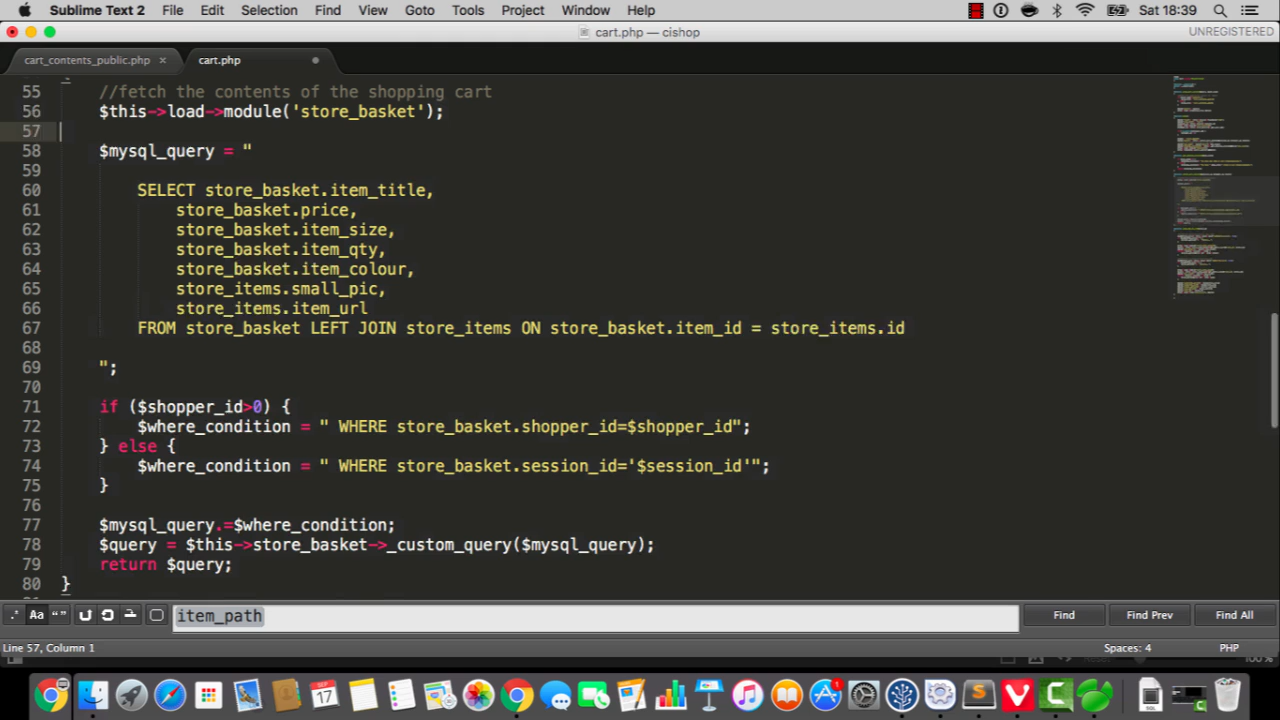 Sublime Text 2 File Edit Selection Find View Goto Tools Project Window Help Sat 18:39
cart.php — cishop UNREGISTERED
cart_contents_public.php × cart.php
55 //fetch the contents of the shopping cart
56 $this->load->module('store_basket');
57
58 $mysql_query = "
59
60 SELECT store_basket.item_title,
61 store_basket.price,
62 store_basket.item_size,
63 store_basket.item_qty,
64 store_basket.item_colour,
65 store_items.small_pic,
66 store_items.item_url
67 FROM store_basket LEFT JOIN store_items ON store_basket.item_id = store_items.id
68
69 ";
70
71 if ($shopper_id>0) {
72 $where_condition = " WHERE store_basket.shopper_id=$shopper_id";
73 } else {
74 $where_condition = " WHERE store_basket.session_id='$session_id'";
75 }
76
77 $mysql_query.=$where_condition;
78 $query = $this->store_basket->_custom_query($mysql_query);
79 return $query;
80 }
.* Aa “” item_path Find Find Prev Find All
Line 57, Column 1 Spaces: 4 PHP
100 %
17 1 SQL